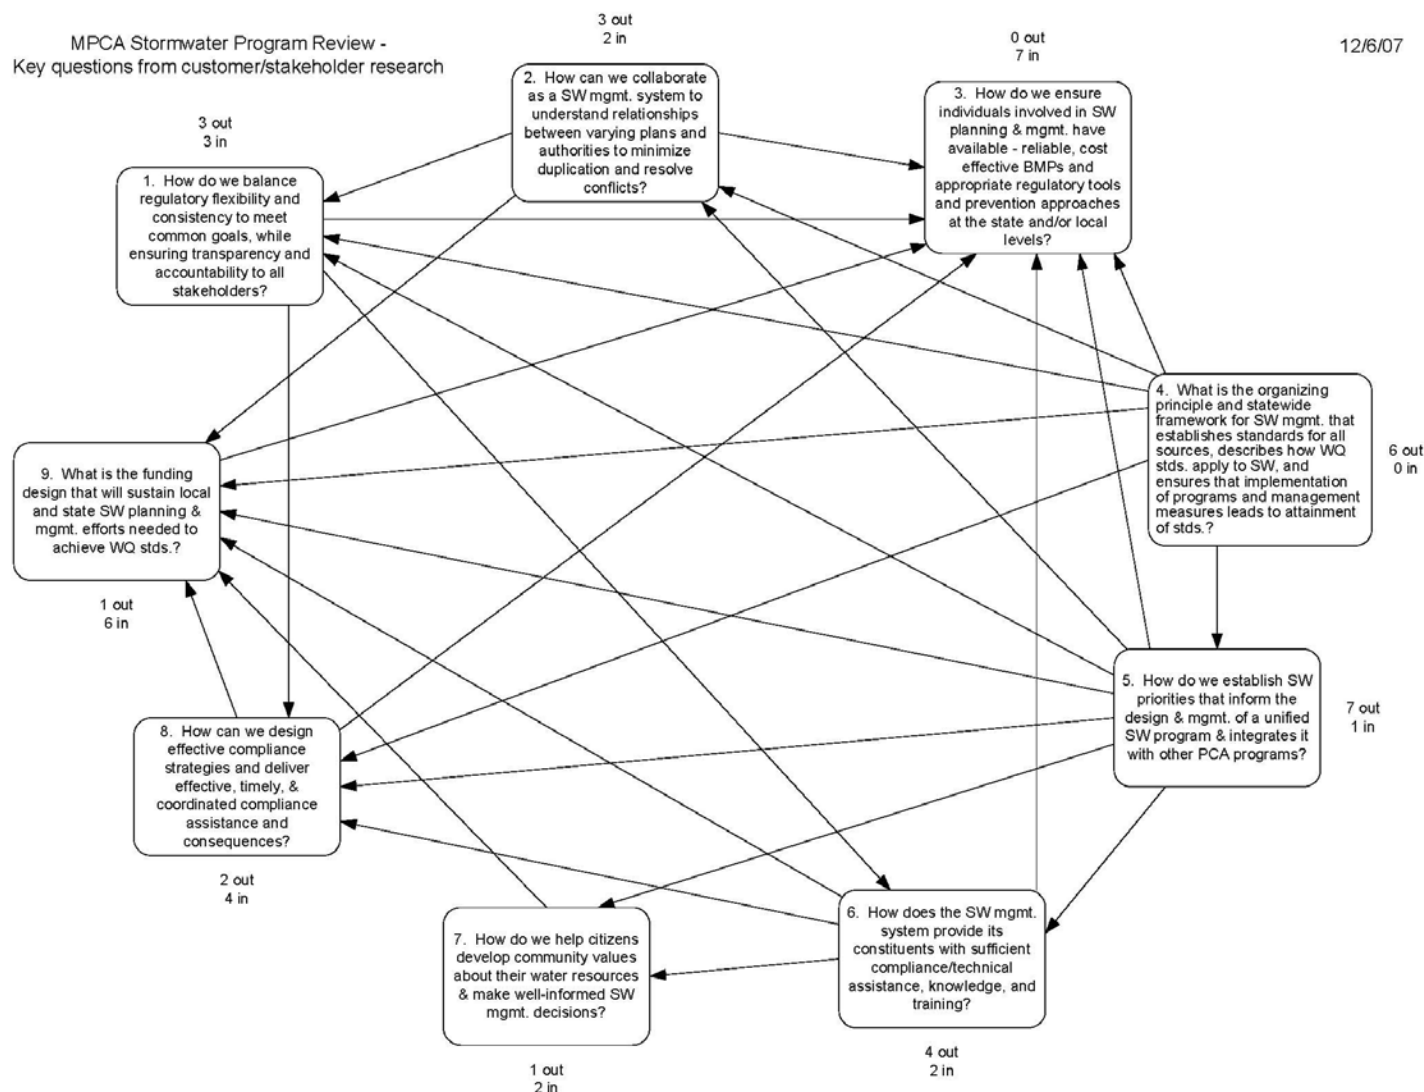 MPCA Stormwater Program Review -
Key questions from customer/stakeholder research
12/6/07
3 out
2 in
2. How can we collaborate
as a SW mgmt. system to
understand relationships
between varying plans and
authorities to minimize
duplication and resolve
conflicts?
0 out
7 in
3. How do we ensure
individuals involved in SW
planning & mgmt. have
available - reliable, cost
effective BMPs and
appropriate regulatory tools
and prevention approaches
at the state and/or local
levels?
3 out
3 in
1. How do we balance
regulatory flexibility and
consistency to meet
common goals, while
ensuring transparency and
accountability to all
stakeholders?
4. What is the organizing
principle and statewide
framework for SW mgmt. that
establishes standards for all
sources, describes how WQ
stds. apply to SW, and
ensures that implementation
of programs and management
measures leads to attainment
of stds.?
6 out
0 in
9. What is the funding
design that will sustain local
and state SW planning &
mgmt. efforts needed to
achieve WQ stds.?
1 out
6 in
5. How do we establish SW
priorities that inform the
design & mgmt. of a unified
SW program & integrates it
with other PCA programs?
7 out
1 in
8. How can we design
effective compliance
strategies and deliver
effective, timely, &
coordinated compliance
assistance and
consequences?
2 out
4 in
7. How do we help citizens
develop community values
about their water resources
& make well-informed SW
mgmt. decisions?
1 out
2 in
6. How does the SW mgmt.
system provide its
constituents with sufficient
compliance/technical
assistance, knowledge, and
training?
4 out
2 in